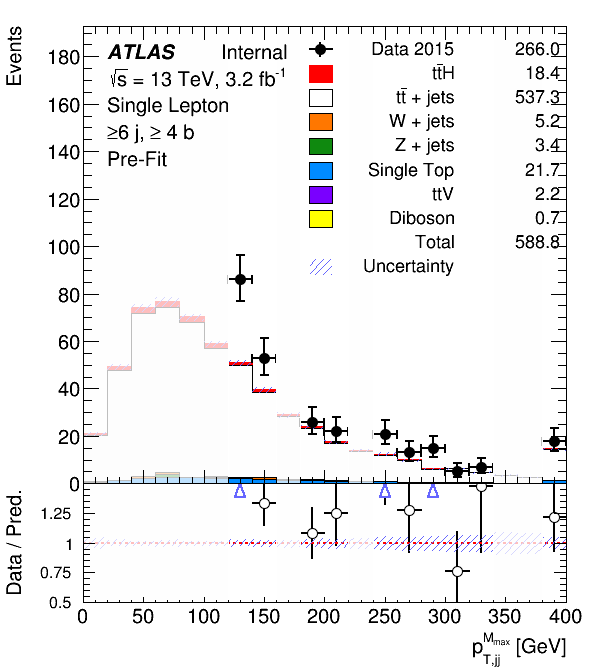 Events
ATLAS Internal
√s = 13 TeV, 3.2 fb⁻¹
Single Lepton
≥6 j, ≥ 4 b
Pre-Fit
Data 2015 266.0
tt̄H 18.4
tt̄ + jets 537.3
W + jets 5.2
Z + jets 3.4
Single Top 21.7
ttV 2.2
Diboson 0.7
Total 588.8
Uncertainty
180
160
140
120
100
80
60
40
20
0
Data / Pred.
1.25
1
0.75
0.5
0 50 100 150 200 250 300 350 400
p_{T,jj}^{M_{max}} [GeV]